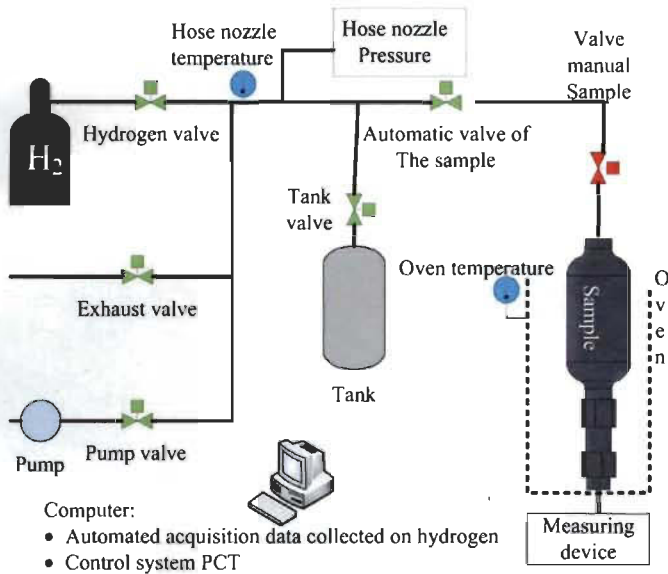 Hose nozzle
temperature
Hose nozzle
Pressure
Valve
manual
Sample
Hydrogen valve
H2
Automatic valve of
The sample
Tank
valve
Oven temperature
Oven
Sample
Exhaust valve
Tank
Pump
Pump valve
Computer:
• Automated acquisition data collected on hydrogen
• Control system PCT
Measuring
device